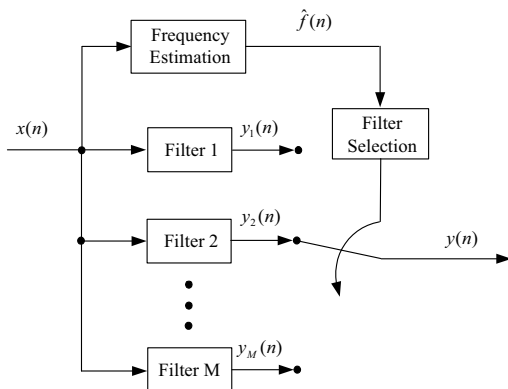 Frequency
Estimation
f̂(n)
x(n)
Filter 1
y₁(n)
Filter
Selection
Filter 2
y₂(n)
y(n)
Filter M
y_M(n)